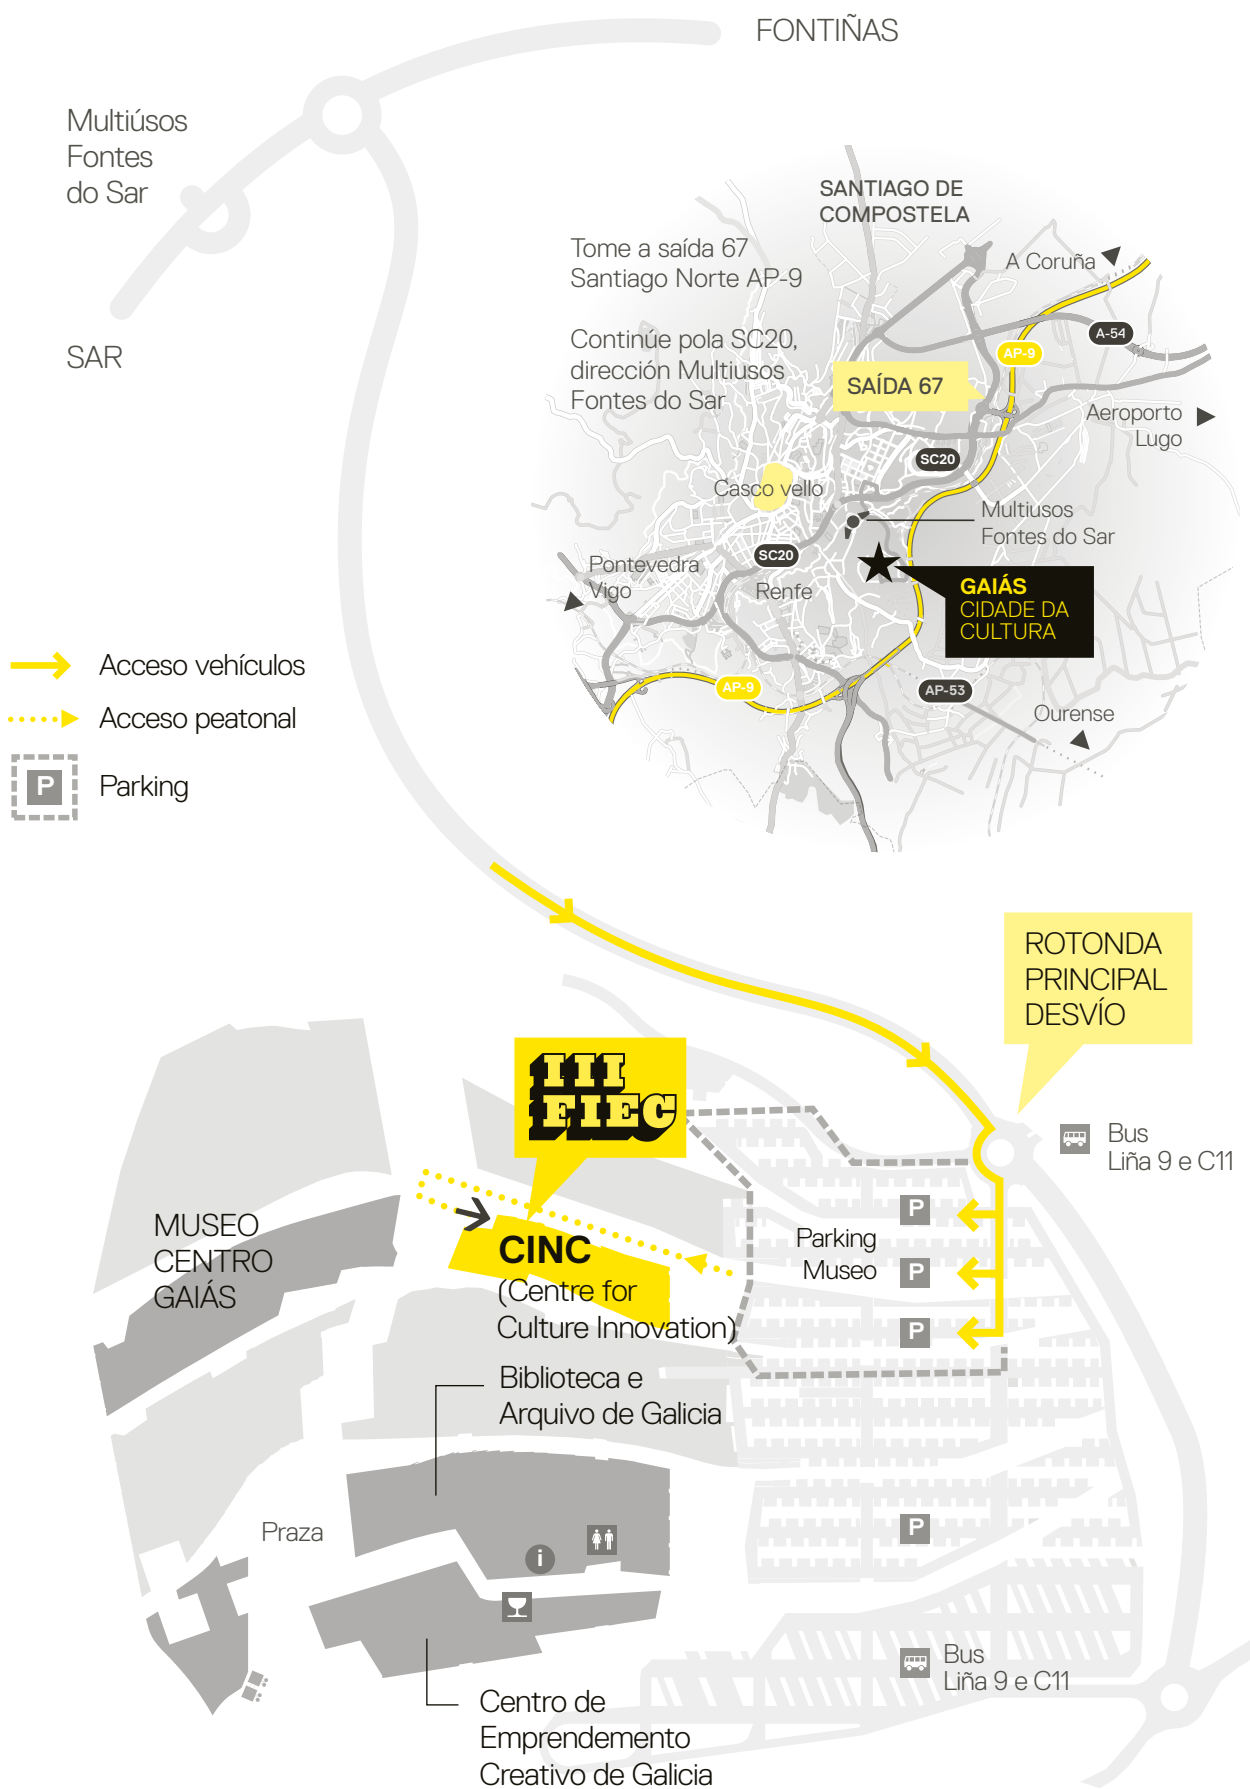 FONTIÑAS
Multiúsos
Fontes
do Sar
SAR
SANTIAGO DE
COMPOSTELA
Tome a saída 67
Santiago Norte AP-9
Continúe pola SC20,
dirección Multiusos
Fontes do Sar
A Coruña
A-54
AP-9
SAÍDA 67
Aeroporto
Lugo
SC20
Casco vello
Multiusos
Fontes do Sar
SC20
Pontevedra
Vigo
Renfe
GAIÁS
CIDADE DA
CULTURA
AP-9
AP-53
Ourense
Acceso vehículos
Acceso peatonal
P
Parking
ROTONDA
PRINCIPAL
DESVÍO
III
FIEC
Bus
Liña 9 e C11
MUSEO
CENTRO
GAIÁS
CINC
(Centre for
Culture Innovation)
Parking
Museo
P
P
P
Biblioteca e
Arquivo de Galicia
Praza
i
P
Bus
Liña 9 e C11
Centro de
Emprendemento
Creativo de Galicia